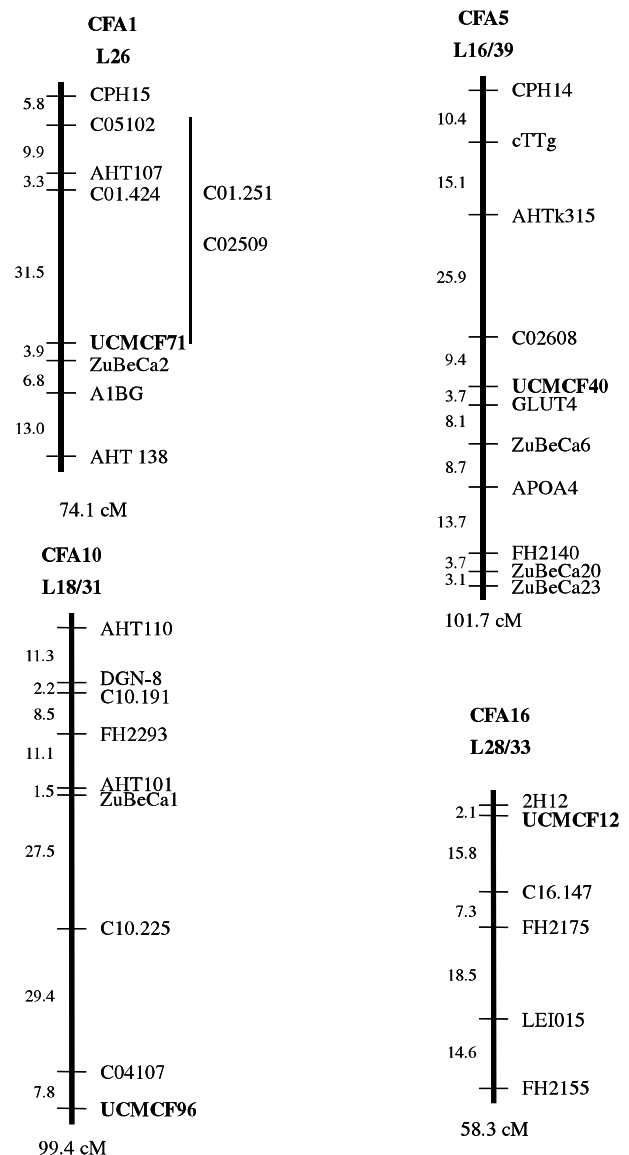 CFA1
L26
5.8
CPH15
C05102
9.9
AHT107
3.3
C01.424
C01.251
C02509
31.5
UCMCF71
3.9
ZuBeCa2
6.8
A1BG
13.0
AHT 138
74.1 cM
CFA5
L16/39
CPH14
10.4
cTTg
15.1
AHTk315
25.9
C02608
9.4
UCMCF40
3.7
GLUT4
8.1
ZuBeCa6
8.7
APOA4
13.7
FH2140
3.7
ZuBeCa20
3.1
ZuBeCa23
101.7 cM
CFA10
L18/31
AHT110
11.3
DGN-8
2.2
C10.191
8.5
FH2293
11.1
AHT101
1.5
ZuBeCa1
27.5
C10.225
29.4
C04107
7.8
UCMCF96
99.4 cM
CFA16
L28/33
2H12
2.1
UCMCF12
15.8
C16.147
7.3
FH2175
18.5
LEI015
14.6
FH2155
58.3 cM